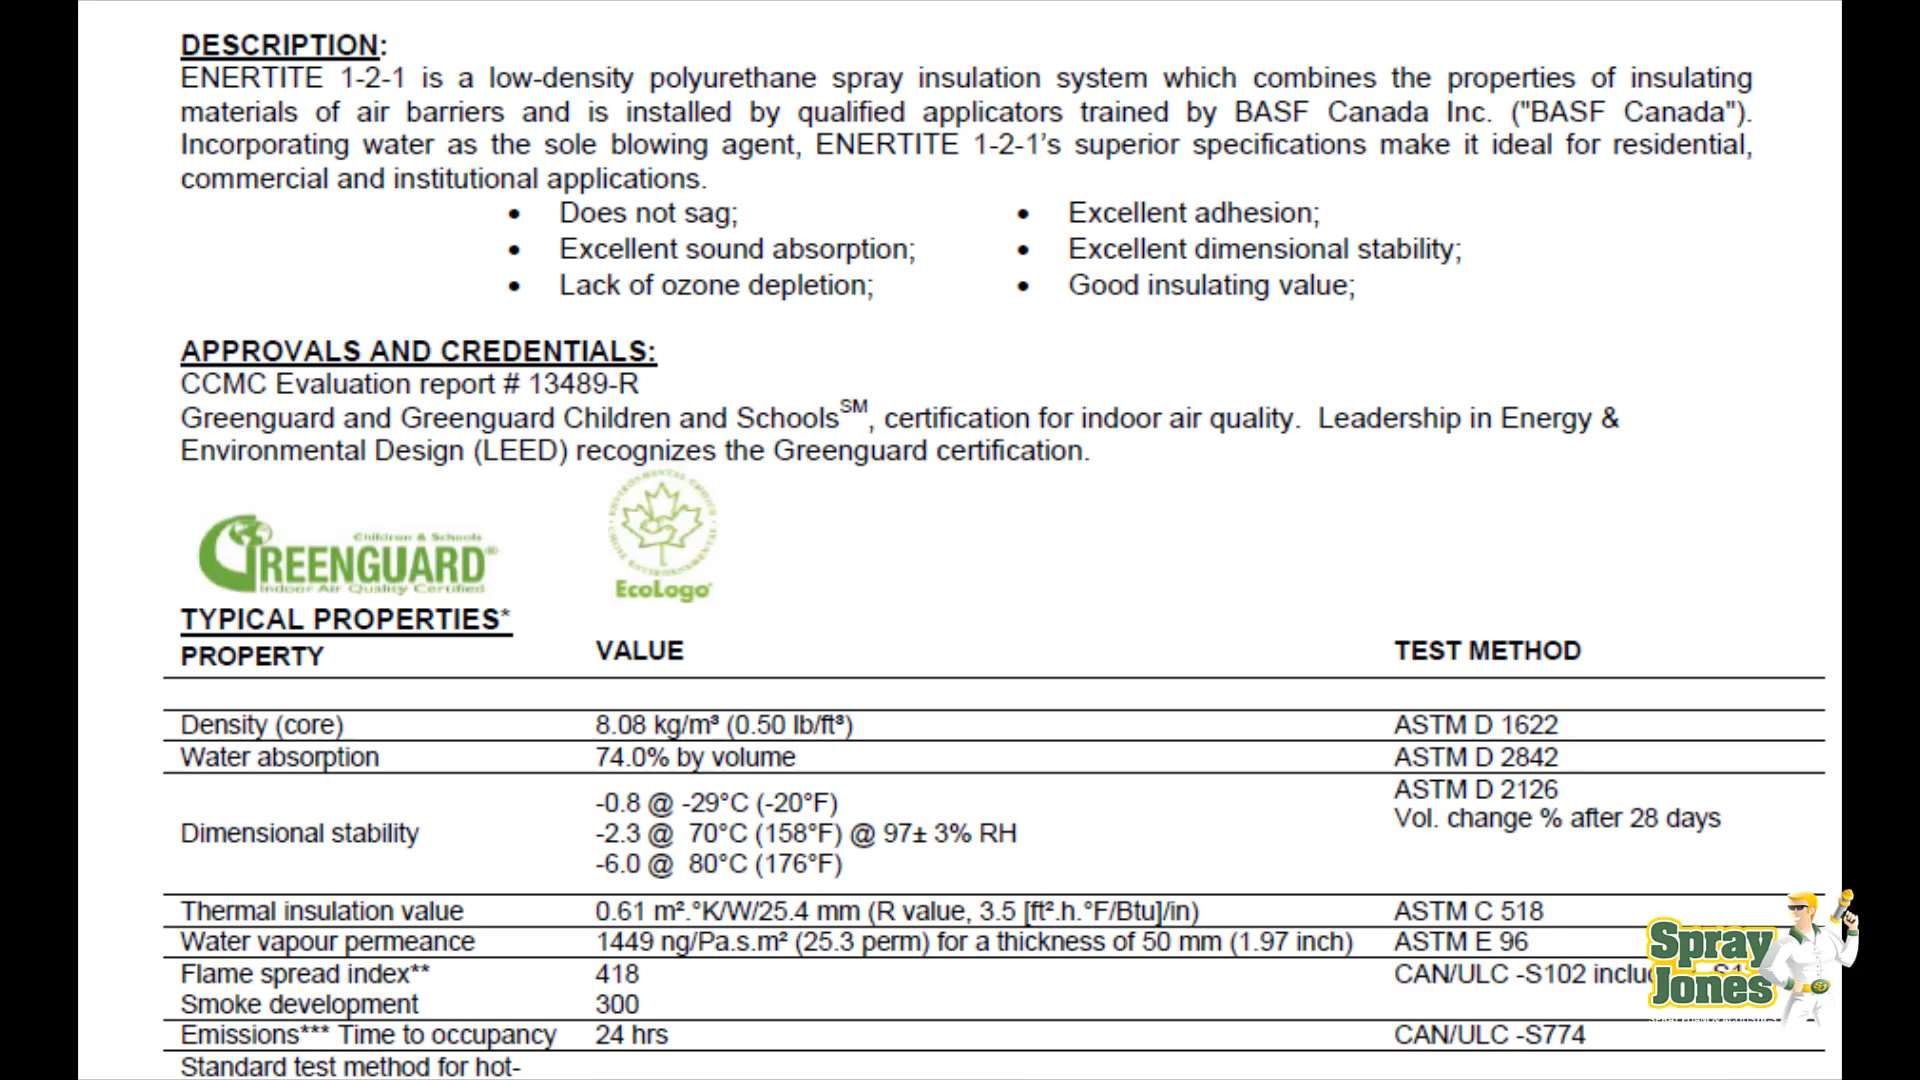 DESCRIPTION:
ENERTITE 1-2-1 is a low-density polyurethane spray insulation system which combines the properties of insulating
materials of air barriers and is installed by qualified applicators trained by BASF Canada Inc. ("BASF Canada").
Incorporating water as the sole blowing agent, ENERTITE 1-2-1's superior specifications make it ideal for residential,
commercial and institutional applications.
• Does not sag; • Excellent adhesion;
• Excellent sound absorption; • Excellent dimensional stability;
• Lack of ozone depletion; • Good insulating value;
APPROVALS AND CREDENTIALS:
CCMC Evaluation report # 13489-R
Greenguard and Greenguard Children and Schools℠, certification for indoor air quality. Leadership in Energy &
Environmental Design (LEED) recognizes the Greenguard certification.
Children & Schools
GREENGUARD®
Indoor Air Quality Certified
EcoLogo
TYPICAL PROPERTIES*
PROPERTY VALUE TEST METHOD
Density (core) 8.08 kg/m³ (0.50 lb/ft³) ASTM D 1622
Water absorption 74.0% by volume ASTM D 2842
Dimensional stability
-0.8 @ -29°C (-20°F)
-2.3 @ 70°C (158°F) @ 97± 3% RH
-6.0 @ 80°C (176°F)
ASTM D 2126
Vol. change % after 28 days
Thermal insulation value 0.61 m².°K/W/25.4 mm (R value, 3.5 [ft².h.°F/Btu]/in) ASTM C 518
Water vapour permeance 1449 ng/Pa.s.m² (25.3 perm) for a thickness of 50 mm (1.97 inch) ASTM E 96
Flame spread index** 418 CAN/ULC -S102
Smoke development 300
Emissions*** Time to occupancy 24 hrs CAN/ULC -S774
Standard test method for hot-
Spray
Jones